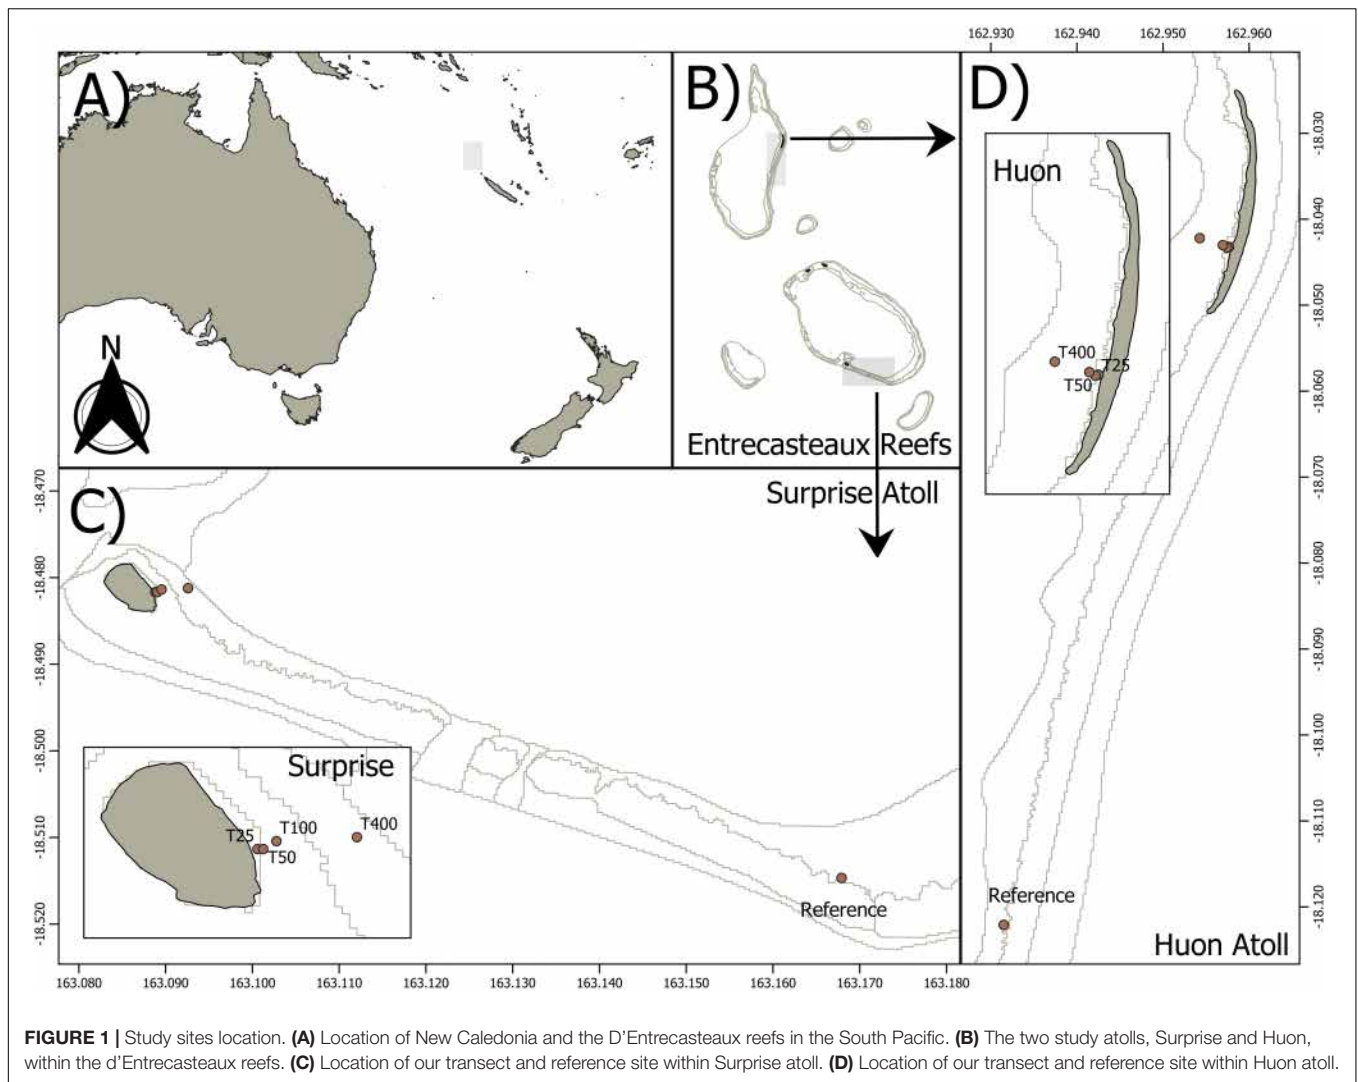 A)
N
B)
Entrecasteaux Reefs
Surprise Atoll
C)
-18.470
-18.480
-18.490
-18.500
-18.510
-18.520
Surprise
T25
T50
T100
T400
Reference
163.080 163.090 163.100 163.110 163.120 163.130 163.140 163.150 163.160 163.170 163.180
162.930 162.940 162.950 162.960
D)
Huon
T400
T25
T50
-18.030
-18.040
-18.050
-18.060
-18.070
-18.080
-18.090
-18.100
-18.110
-18.120
Reference
Huon Atoll
FIGURE 1 | Study sites location. (A) Location of New Caledonia and the D'Entrecasteaux reefs in the South Pacific. (B) The two study atolls, Surprise and Huon,
within the d'Entrecasteaux reefs. (C) Location of our transect and reference site within Surprise atoll. (D) Location of our transect and reference site within Huon atoll.